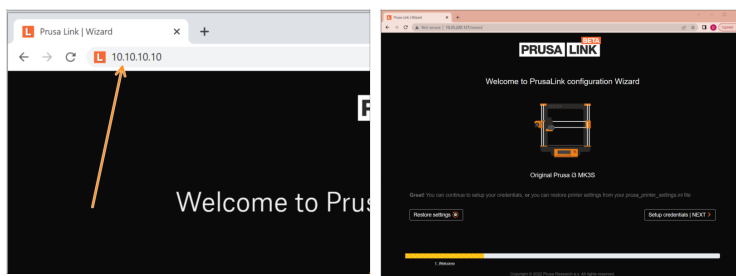 Prusa Link | Wizard
10.10.10.10
Welcome to Prus
Prusa Link | Wizard
BETA
PRUSA LINK
Welcome to PrusaLink configuration Wizard
Original Prusa i3 MK3S
Great! You can continue to setup your credentials, or you can restore printer settings from your prusa_printer_settings.ini file
Restore settings
Setup credentials | NEXT
1. Welcome
Copyright © 2022 Prusa Research a.s. All rights reserved